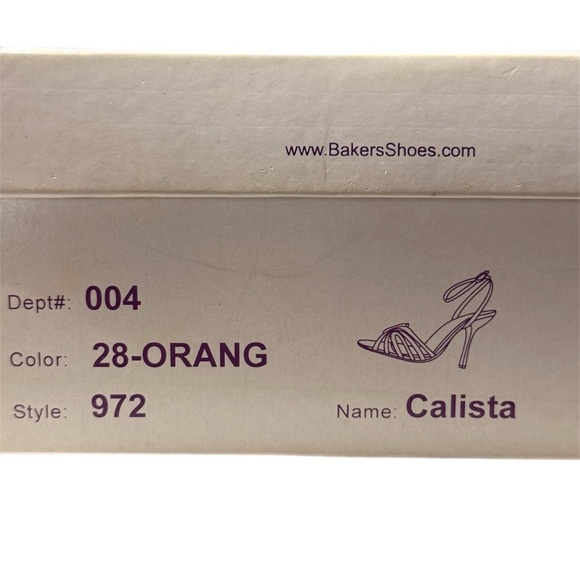 www.BakersShoes.com
Dept#: 004
Color: 28-ORANG
Style: 972
Name: Calista